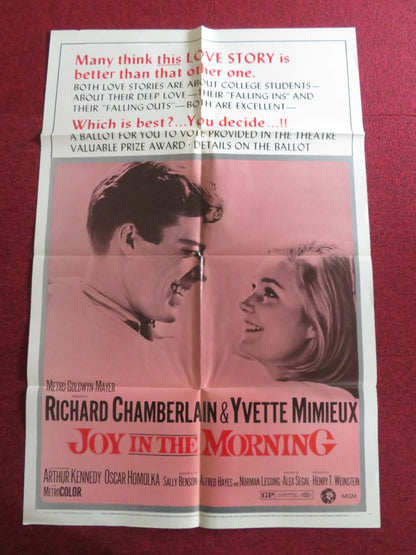 Many think this LOVE STORY is
better than that other one.
BOTH LOVE STORIES ARE ABOUT COLLEGE STUDENTS—
ABOUT THEIR DEEP LOVE—THEIR "FALLING INS" AND
THEIR "FALLING OUTS"—BOTH ARE EXCELLENT—
Which is best?...You decide...!!
A BALLOT FOR YOU TO VOTE PROVIDED IN THE THEATRE
VALUABLE PRIZE AWARD · DETAILS ON THE BALLOT
METRO-GOLDWYN-MAYER
RICHARD CHAMBERLAIN & YVETTE MIMIEUX
JOY IN THE MORNING
ARTHUR KENNEDY OSCAR HOMOLKA SALLY BENSON, ALFRED HAYES AND NORMAN LESSING ALEX SEGAL HENRY T. WEINSTEIN
METROCOLOR
GP
MGM